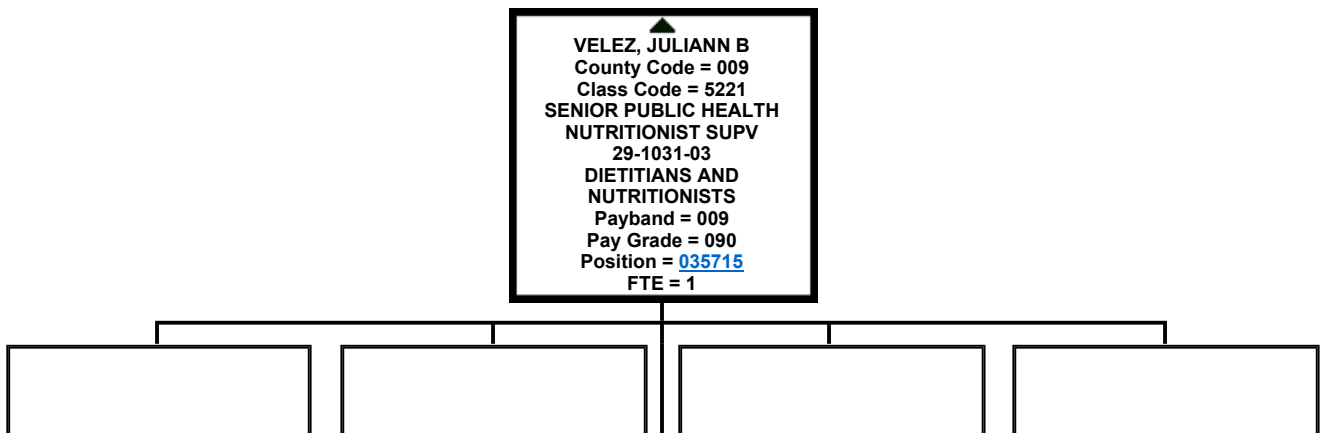 VELEZ, JULIANN B
County Code = 009
Class Code = 5221
SENIOR PUBLIC HEALTH
NUTRITIONIST SUPV
29-1031-03
DIETITIANS AND
NUTRITIONISTS
Payband = 009
Pay Grade = 090
Position = 035715
FTE = 1